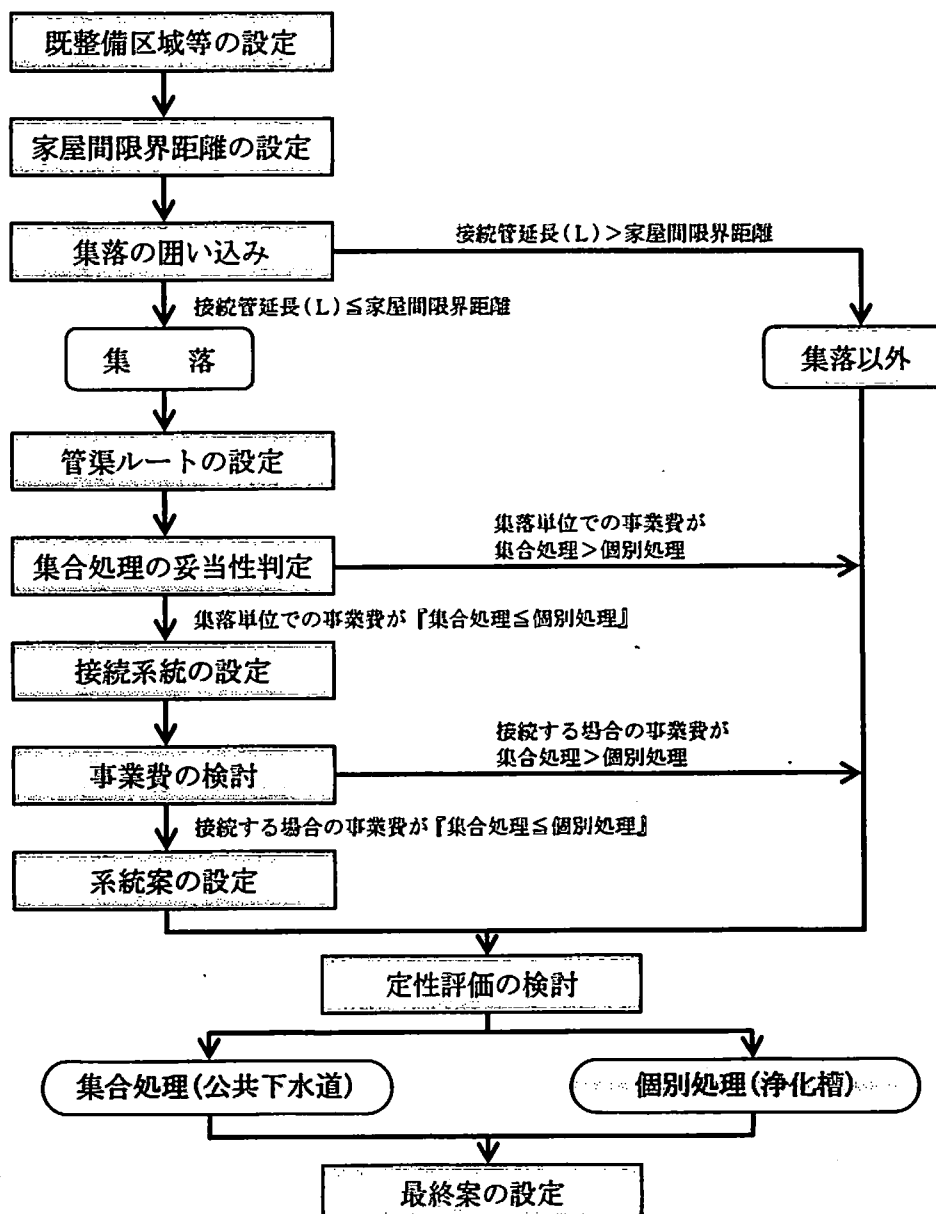 既整備区域等の設定
家屋間限界距離の設定
集落の囲い込み
接続管延長(L)>家屋間限界距離
接続管延長(L)≦家屋間限界距離
集　落
集落以外
管渠ルートの設定
集合処理の妥当性判定
集落単位での事業費が
集合処理>個別処理
集落単位での事業費が『集合処理≦個別処理』
接続系統の設定
事業費の検討
接続する場合の事業費が
集合処理>個別処理
接続する場合の事業費が『集合処理≦個別処理』
系統案の設定
定性評価の検討
集合処理(公共下水道)
個別処理(浄化槽)
最終案の設定